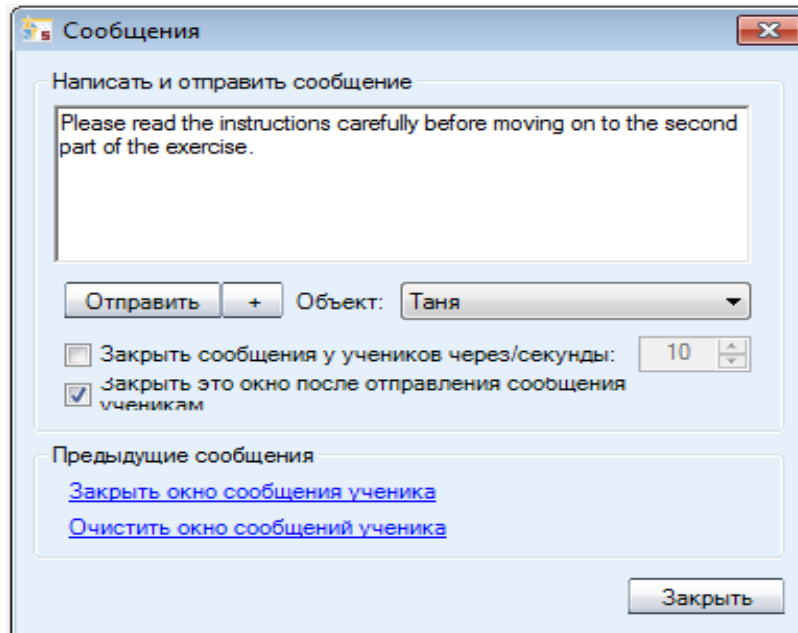 Сообщения
Написать и отправить сообщение
Please read the instructions carefully before moving on to the second
part of the exercise.
Отправить + Объект: Таня
Закрыть сообщения у учеников через/секунды: 10
Закрыть это окно после отправления сообщения
ученикам
Предыдущие сообщения
Закрыть окно сообщения ученика
Очистить окно сообщений ученика
Закрыть